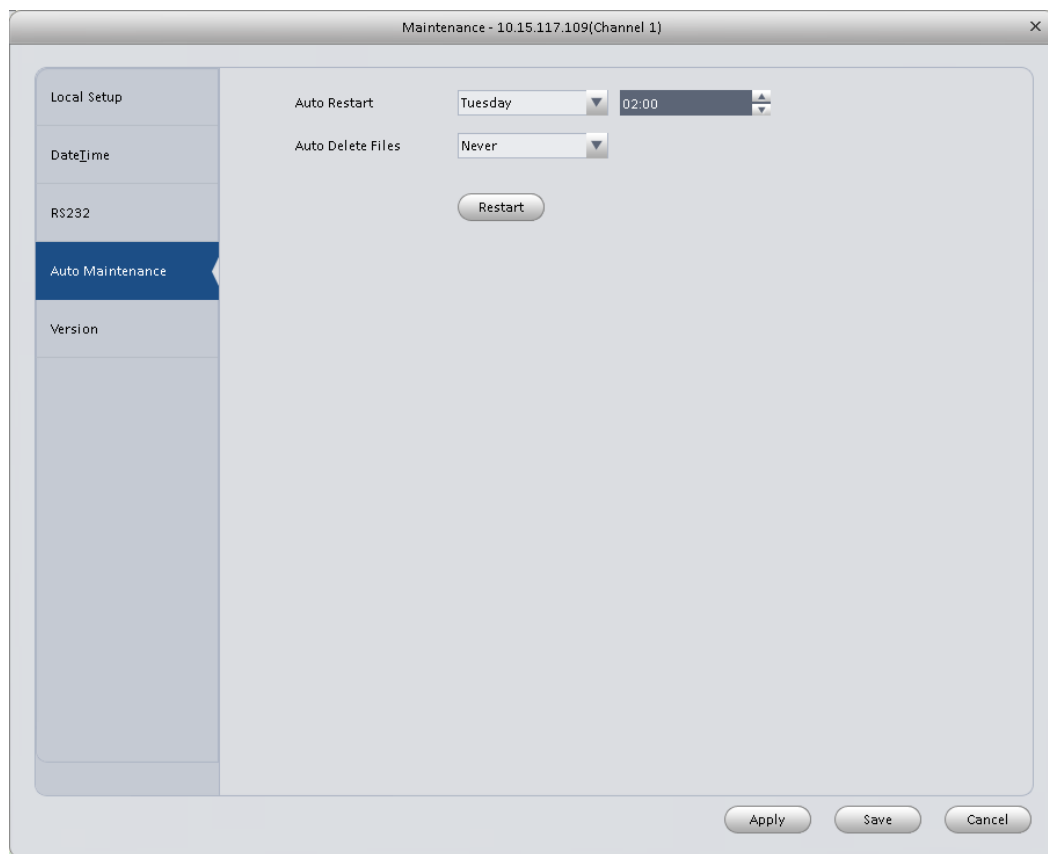 Maintenance - 10.15.117.109(Channel 1)
Local Setup
DateTime
RS232
Auto Maintenance
Version
Auto Restart Tuesday 02:00
Auto Delete Files Never
Restart
Apply Save Cancel